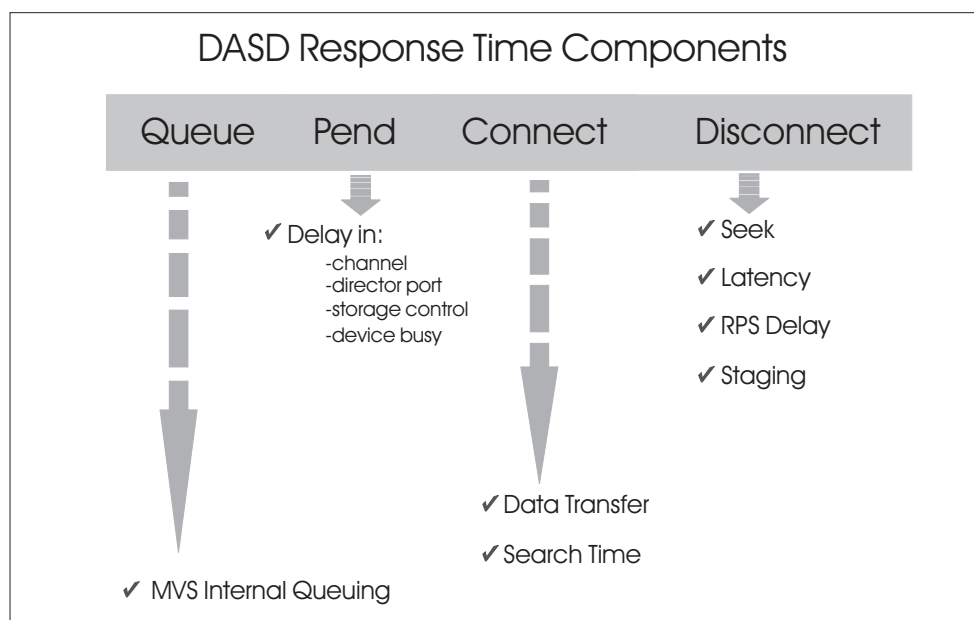 DASD Response Time Components
Queue Pend Connect Disconnect
✓ Delay in:
-channel
-director port
-storage control
-device busy
✓ Seek
✓ Latency
✓ RPS Delay
✓ Staging
✓ Data Transfer
✓ Search Time
✓ MVS Internal Queuing